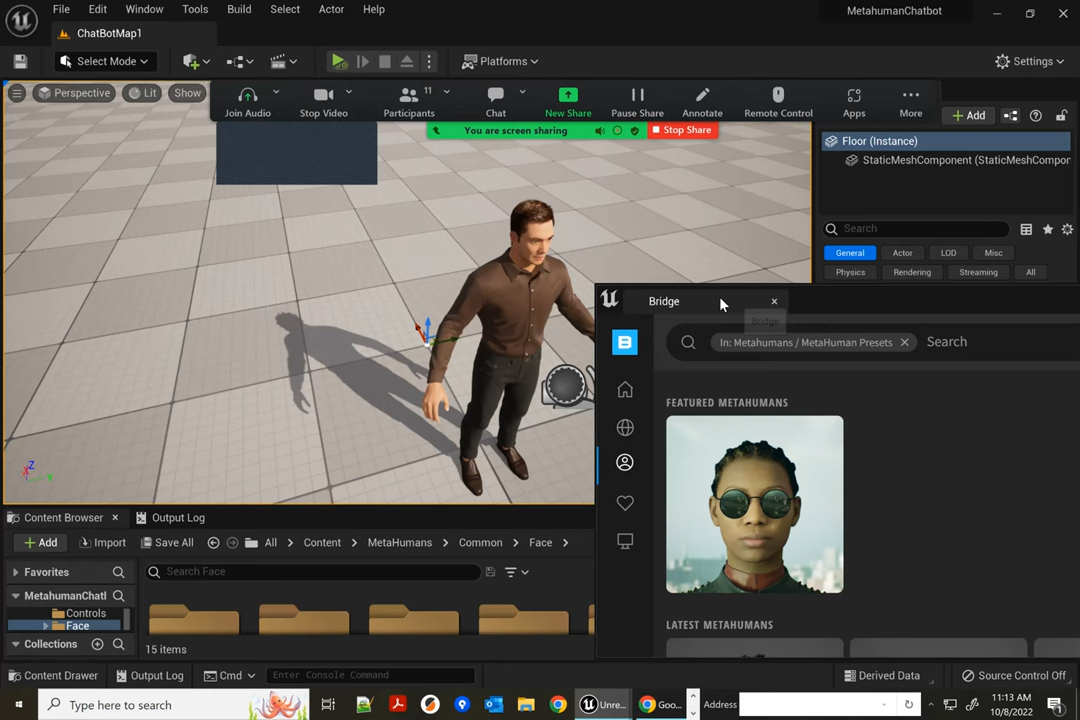 File Edit Window Tools Build Select Actor Help
MetahumanChatbot
ChatBotMap1
Select Mode
Platforms
Settings
Perspective Lit Show
Join Audio Stop Video Participants 11 Chat New Share Pause Share Annotate Remote Control Apps More
Add
You are screen sharing Stop Share
Floor (Instance)
StaticMeshComponent (StaticMeshCompor
Search
General Actor LOD Misc
Physics Rendering Streaming All
Bridge
Bridge
In: Metahumans / MetaHuman Presets
Search
FEATURED METAHUMANS
LATEST METAHUMANS
Z
Content Browser Output Log
Add Import Save All All Content MetaHumans Common Face
Favorites
Search Face
MetahumanChatl
Controls
Face
Collections
15 items
Content Drawer Output Log Cmd Enter Console Command Derived Data Source Control Off
Type here to search
Unre...
Goo...
Address
11:13 AM
10/8/2022